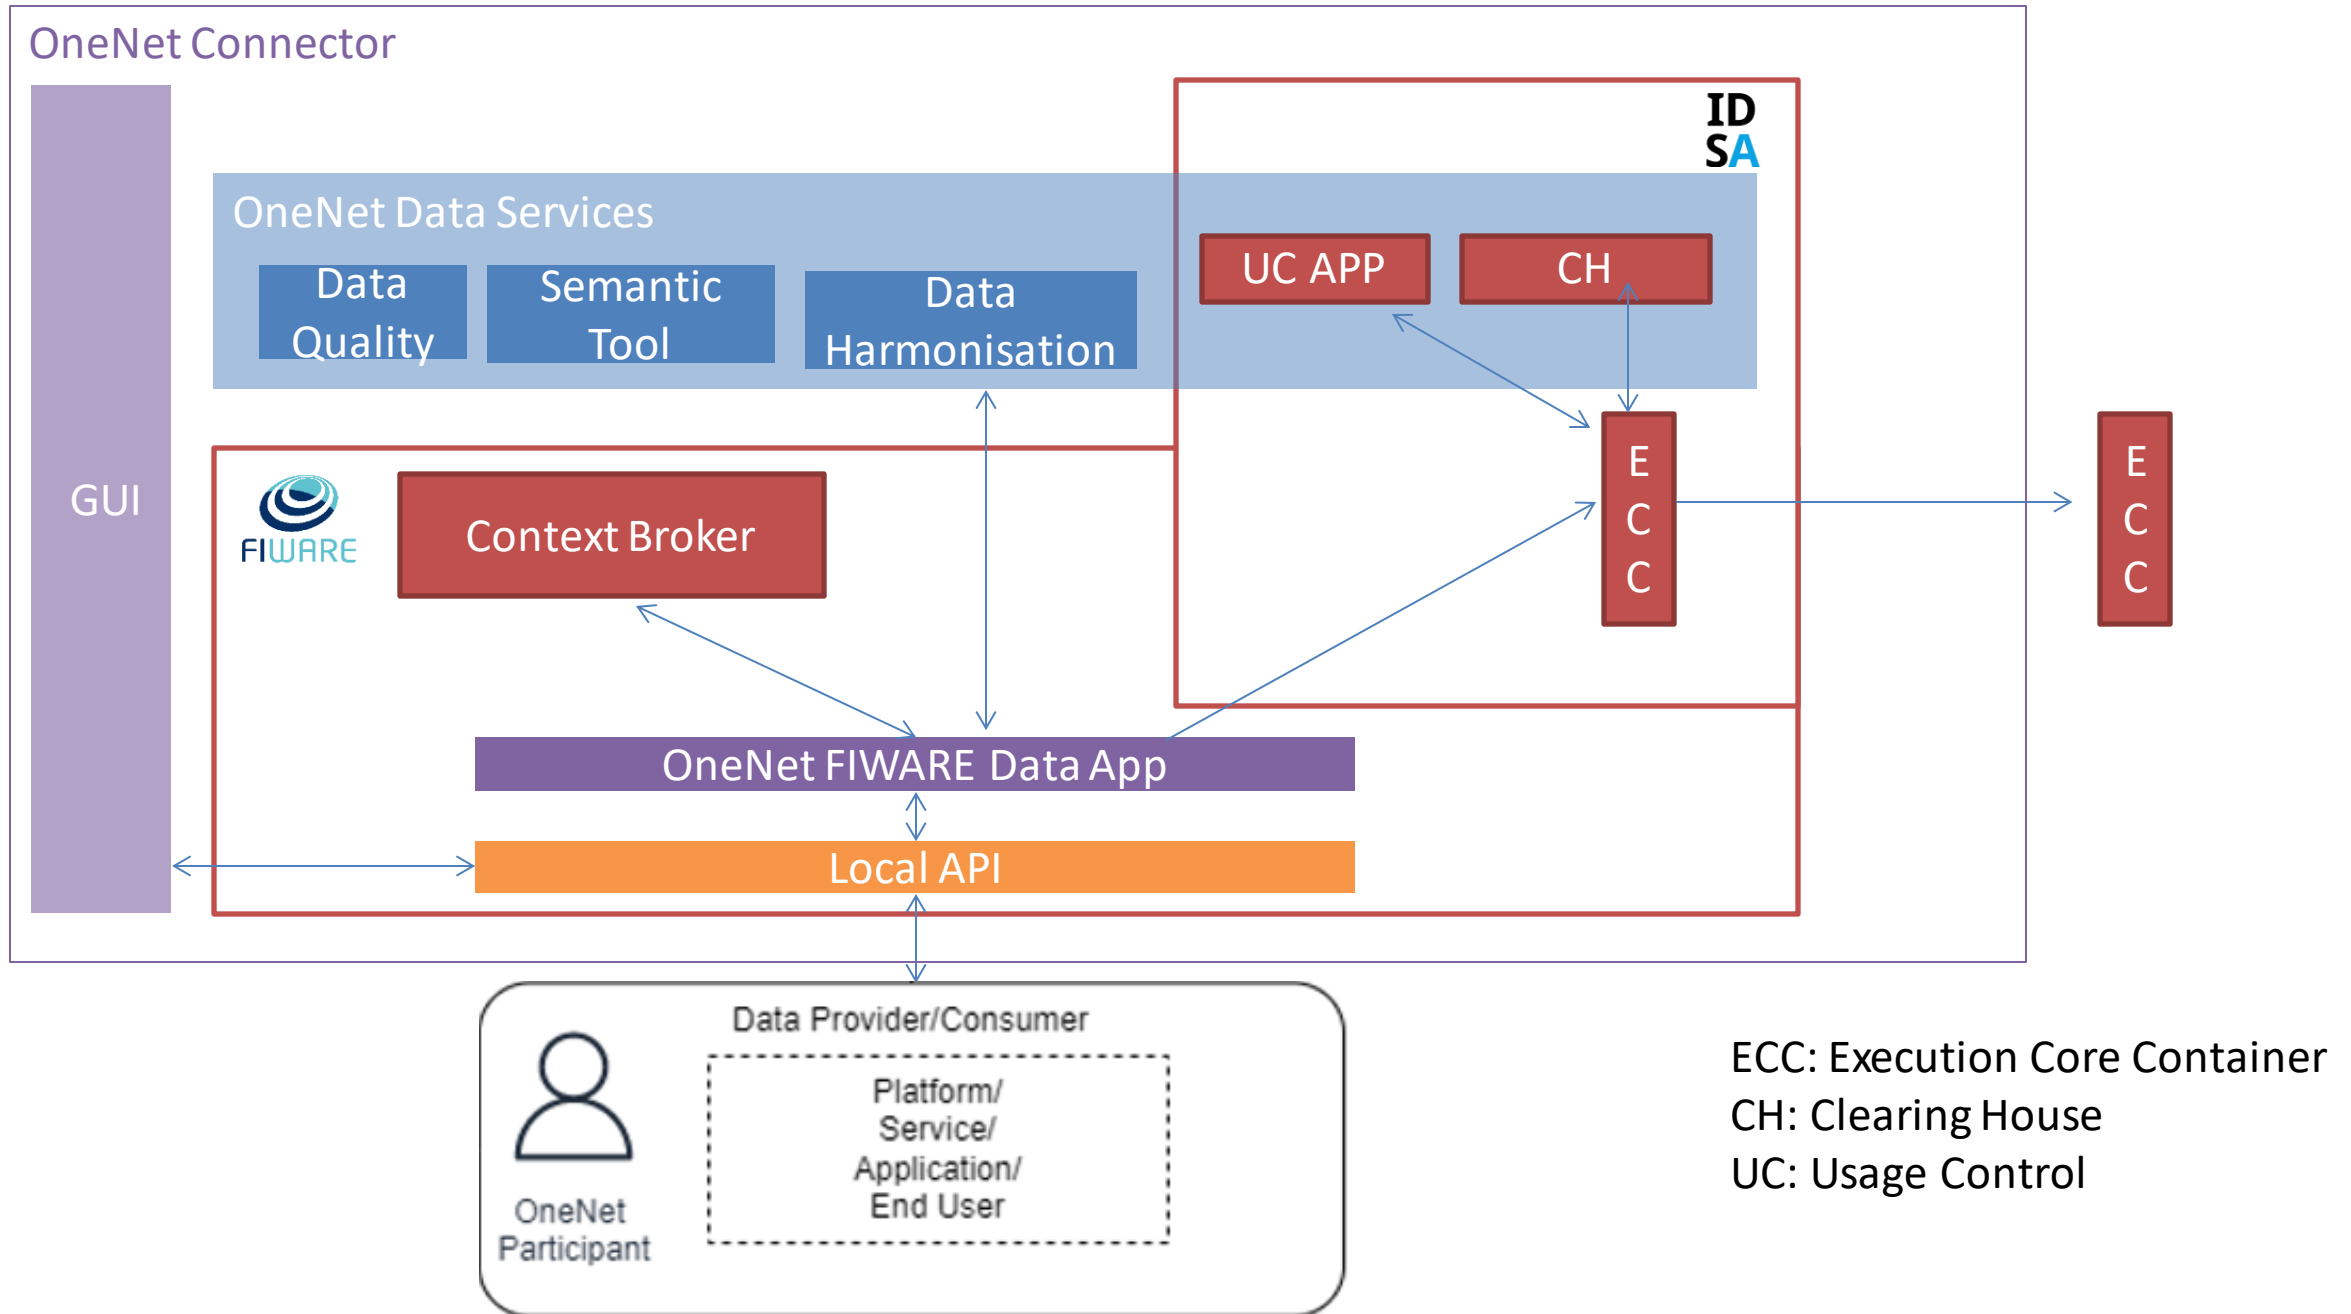 OneNet Connector
GUI
ID
SA
OneNet Data Services
Data
Quality
Semantic
Tool
Data
Harmonisation
UC APP
CH
E
C
C
E
C
C
FIWARE
Context Broker
OneNet FIWARE Data App
Local API
Data Provider/Consumer
Platform/
Service/
Application/
End User
OneNet
Participant
ECC: Execution Core Container
CH: Clearing House
UC: Usage Control